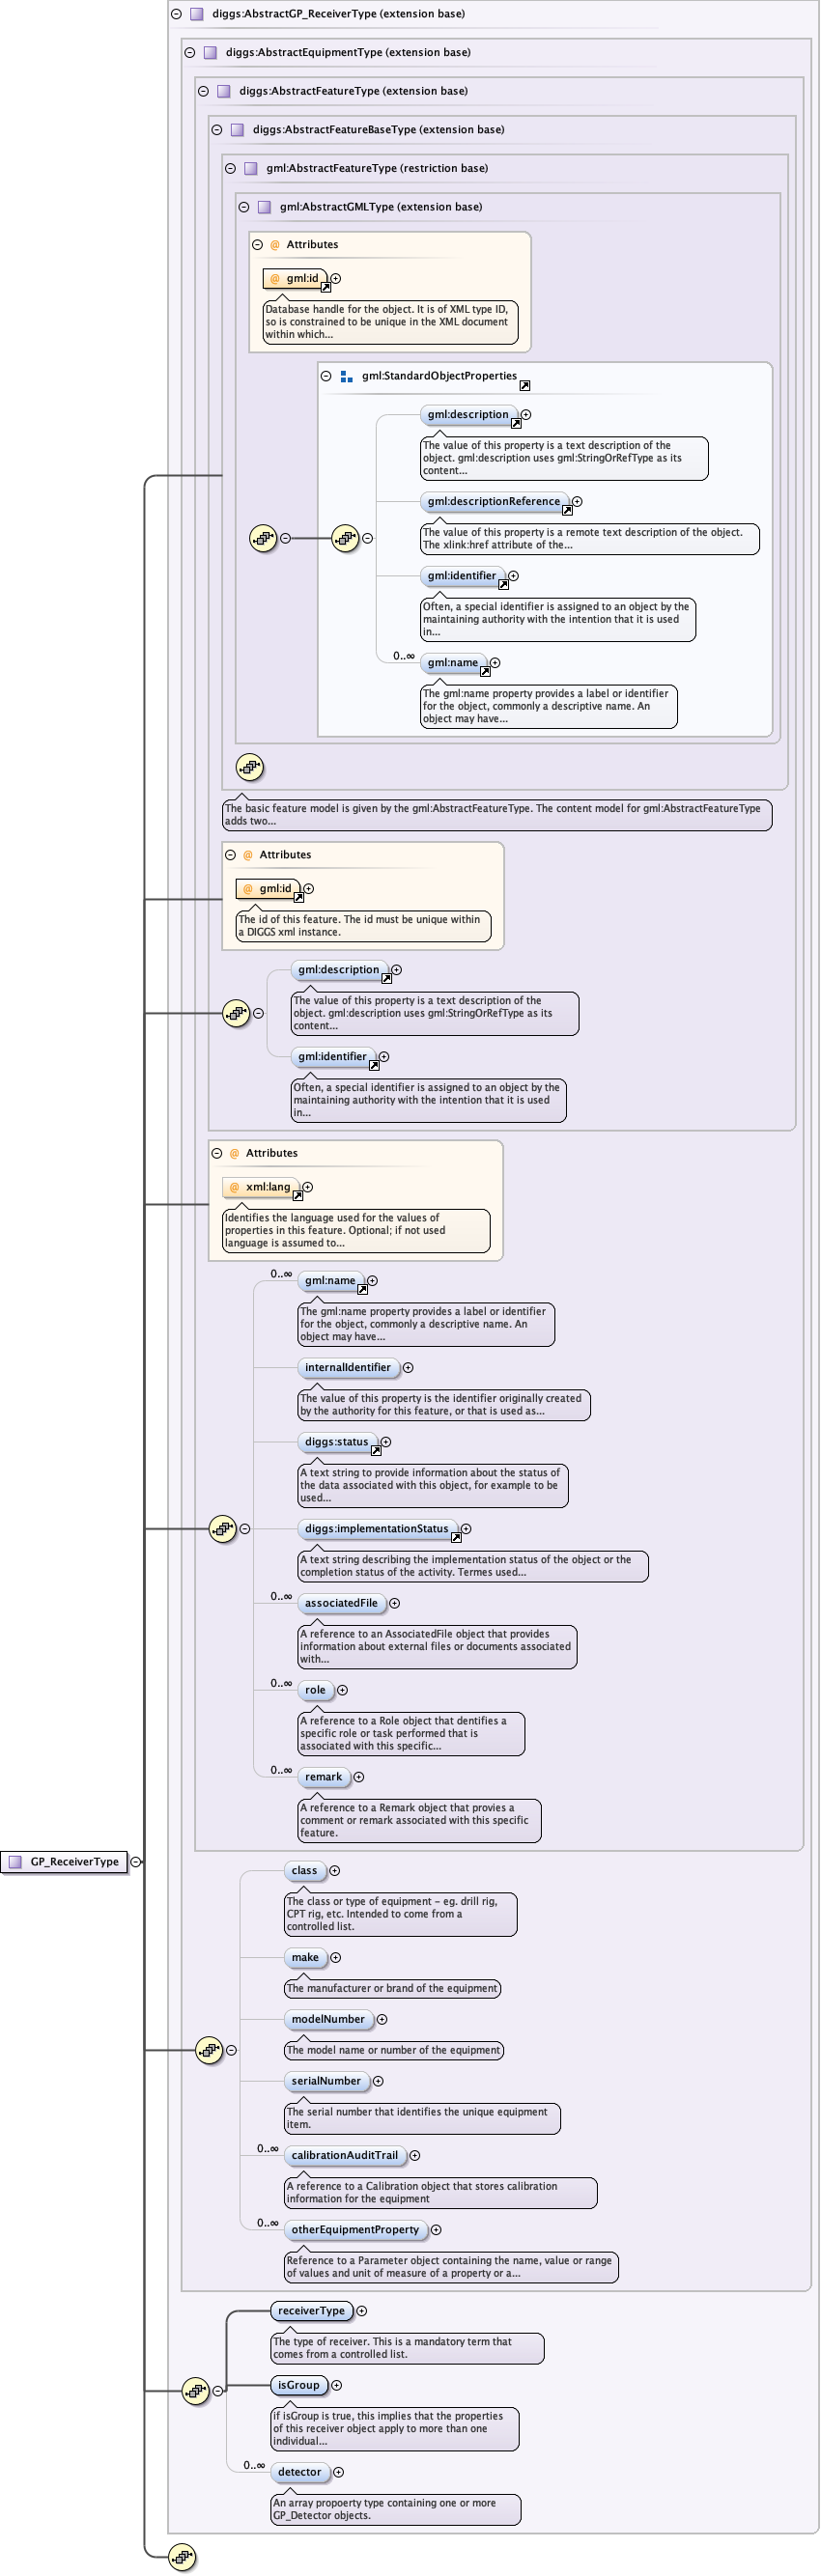 diggs:AbstractGP_ReceiverType (extension base)
diggs:AbstractEquipmentType (extension base)
diggs:AbstractFeatureType (extension base)
diggs:AbstractFeatureBaseType (extension base)
gml:AbstractFeatureType (restriction base)
gml:AbstractGMLType (extension base)
@ Attributes
@ gml:id
Database handle for the object. It is of XML type ID,
so is constrained to be unique in the XML document
within which...
gml:StandardObjectProperties
gml:description
The value of this property is a text description of the
object. gml:description uses gml:StringOrRefType as its
content...
gml:descriptionReference
The value of this property is a remote text description of the object.
The xlink:href attribute of the...
gml:identifier
Often, a special identifier is assigned to an object by the
maintaining authority with the intention that it is used
in...
0..∞ gml:name
The gml:name property provides a label or identifier
for the object, commonly a descriptive name. An
object may have...
The basic feature model is given by the gml:AbstractFeatureType. The content model for gml:AbstractFeatureType
adds two...
@ Attributes
@ gml:id
The id of this feature. The id must be unique within
a DIGGS xml instance.
gml:description
The value of this property is a text description of the
object. gml:description uses gml:StringOrRefType as its
content...
gml:identifier
Often, a special identifier is assigned to an object by the
maintaining authority with the intention that it is used
in...
@ Attributes
@ xml:lang
Identifies the language used for the values of
properties in this feature. Optional; if not used
language is assumed to...
0..∞ gml:name
The gml:name property provides a label or identifier
for the object, commonly a descriptive name. An
object may have...
internalIdentifier
The value of this property is the identifier originally created
by the authority for this feature, or that is used as...
diggs:status
A text string to provide information about the status of
the data associated with this object, for example to be
used...
diggs:implementationStatus
A text string describing the implementation status of the object or the
completion status of the activity. Termes used...
0..∞ associatedFile
A reference to an AssociatedFile object that provides
information about external files or documents associated
with...
0..∞ role
A reference to a Role object that dentifies a
specific role or task performed that is
associated with this specific...
0..∞ remark
A reference to a Remark object that provies a
comment or remark associated with this specific
feature.
GP_ReceiverType
class
The class or type of equipment - eg. drill rig,
CPT rig, etc. Intended to come from a
controlled list.
make
The manufacturer or brand of the equipment
modelNumber
The model name or number of the equipment
serialNumber
The serial number that identifies the unique equipment
item.
0..∞ calibrationAuditTrail
A reference to a Calibration object that stores calibration
information for the equipment
0..∞ otherEquipmentProperty
Reference to a Parameter object containing the name, value or range
of values and unit of measure of a property or a...
receiverType
The type of receiver. This is a mandatory term that
comes from a controlled list.
isGroup
if isGroup is true, this implies that the properties
of this receiver object apply to more than one
individual...
0..∞ detector
An array propoerty type containing one or more
GP_Detector objects.